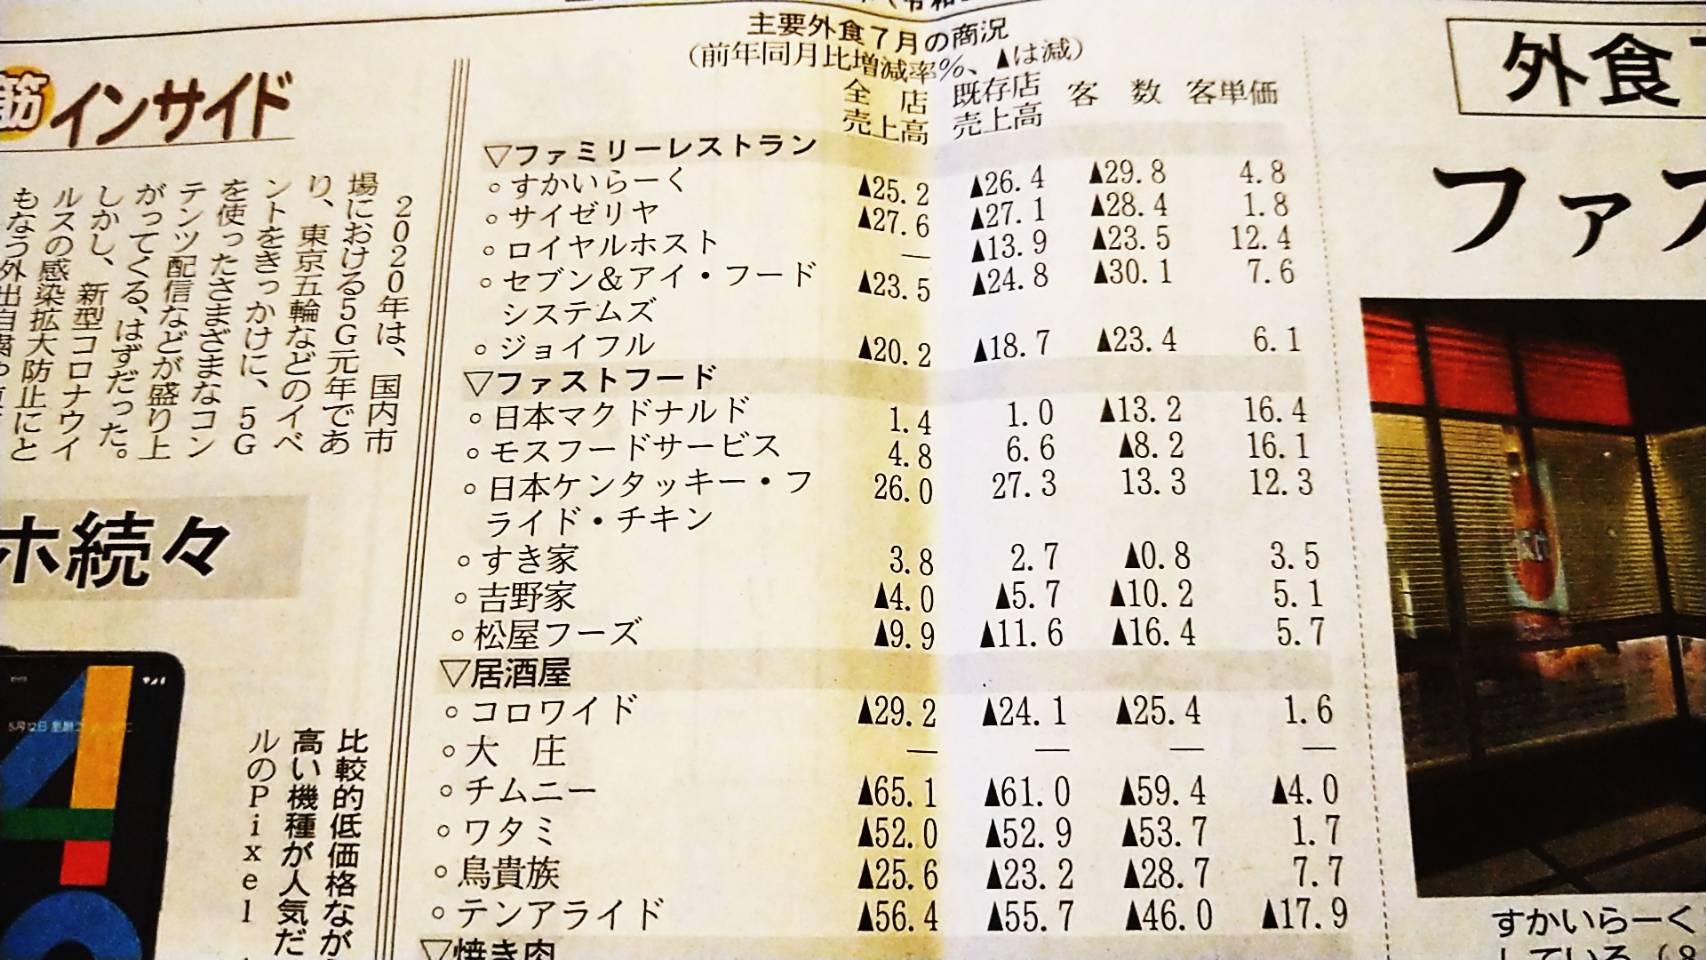 主要外食7月の商況
(前年同月比増減率%、▲は減)
全店売上高 既存店売上高 客数 客単価
▽ファミリーレストラン
○すかいらーく ▲25.2 ▲26.4 ▲29.8 4.8
○サイゼリヤ ▲27.6 ▲27.1 ▲28.4 1.8
○ロイヤルホスト — ▲13.9 ▲23.5 12.4
○セブン&アイ・フード ▲23.5 ▲24.8 ▲30.1 7.6
システムズ
○ジョイフル ▲20.2 ▲18.7 ▲23.4 6.1
▽ファストフード
○日本マクドナルド 1.4 1.0 ▲13.2 16.4
○モスフードサービス 4.8 6.6 ▲8.2 16.1
○日本ケンタッキー・フ 26.0 27.3 13.3 12.3
ライド・チキン
○すき家 3.8 2.7 ▲0.8 3.5
○吉野家 ▲4.0 ▲5.7 ▲10.2 5.1
○松屋フーズ ▲9.9 ▲11.6 ▲16.4 5.7
▽居酒屋
○コロワイド ▲29.2 ▲24.1 ▲25.4 1.6
○大庄 — — — —
○チムニー ▲65.1 ▲61.0 ▲59.4 ▲4.0
○ワタミ ▲52.0 ▲52.9 ▲53.7 1.7
○鳥貴族 ▲25.6 ▲23.2 ▲28.7 7.7
○テンアライド ▲56.4 ▲55.7 ▲46.0 ▲17.9
▽焼き肉
外食
ファス
すかいらーく
している(8
筋インサイド
2020年は、国内市
場における5G元年であ
り、東京五輪などのイベ
ントをきっかけに、5G
を使ったさまざまなコン
テンツ配信などが盛り上
がってくる、はずだった。
しかし、新型コロナウイ
ルスの感染拡大防止にと
もなう外出自粛や
ホ続々
比較的低価格ながら
高い機種が人気だ
ルのPixel